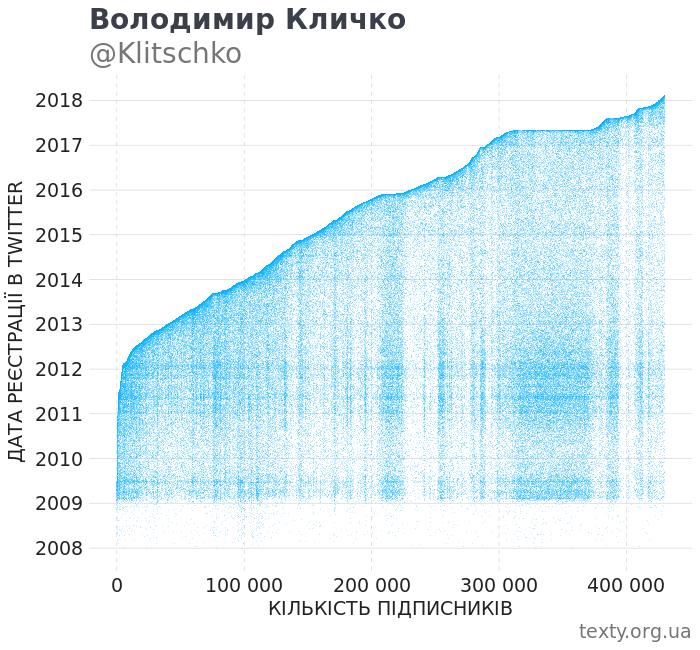 Володимир Кличко
@Klitschko
ДАТА РЕЄСТРАЦІЇ В TWITTER
2018
2017
2016
2015
2014
2013
2012
2011
2010
2009
2008
0 100 000 200 000 300 000 400 000
КІЛЬКІСТЬ ПІДПИСНИКІВ
texty.org.ua